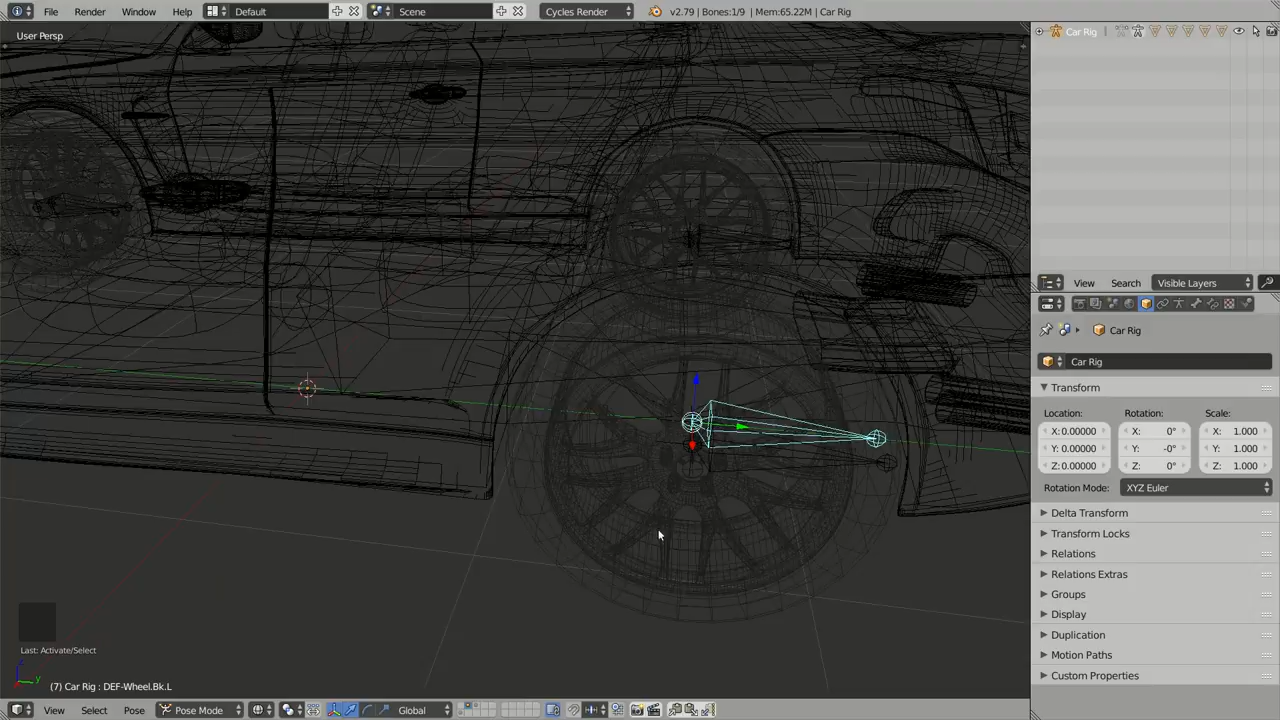 File Render Window Help Default Scene Cycles Render v2.79 | Bones:1/9 | Mem:65.22M | Car Rig
User Persp
Car Rig
View Search Visible Layers
Car Rig
Car Rig
Transform
Location: Rotation: Scale:
X: 0.00000 X: 0° X: 1.000
Y: 0.00000 Y: -0° Y: 1.000
Z: 0.00000 Z: 0° Z: 1.000
Rotation Mode: XYZ Euler
Delta Transform
Transform Locks
Relations
Relations Extras
Groups
Display
Duplication
Motion Paths
Custom Properties
Last: Activate/Select
z
y
(7) Car Rig : DEF-Wheel.Bk.L
View Select Pose Pose Mode Global